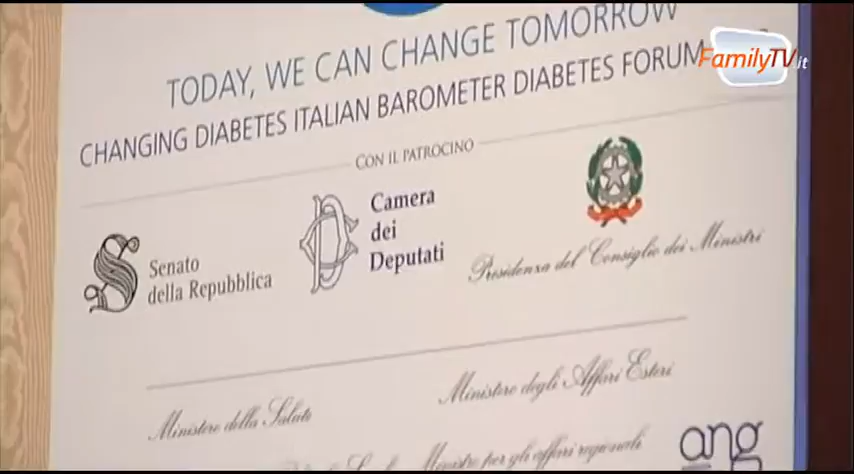 TODAY, WE CAN CHANGE TOMORROW
CHANGING DIABETES ITALIAN BAROMETER DIABETES FORUM
FamilyTV.it
CON IL PATROCINO
Senato
della Repubblica
Camera
dei
Deputati
Presidenza del Consiglio dei Ministri
Ministero della Salute
Ministero degli Affari Esteri
Ministro per gli affari regionali
ang